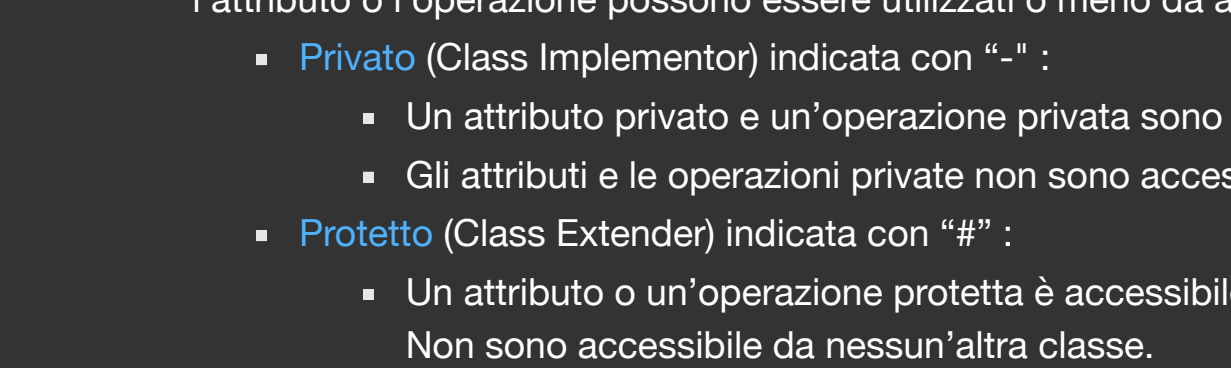 l'attributo o l'operazione possono essere utilizzati o meno da a
Privato (Class Implementor) indicata con “-" :
Un attributo privato e un’operazione privata sono
Gli attributi e le operazioni private non sono acces
Protetto (Class Extender) indicata con “#” :
Un attributo o un’operazione protetta è accessibile
Non sono accessibile da nessun’altra classe.